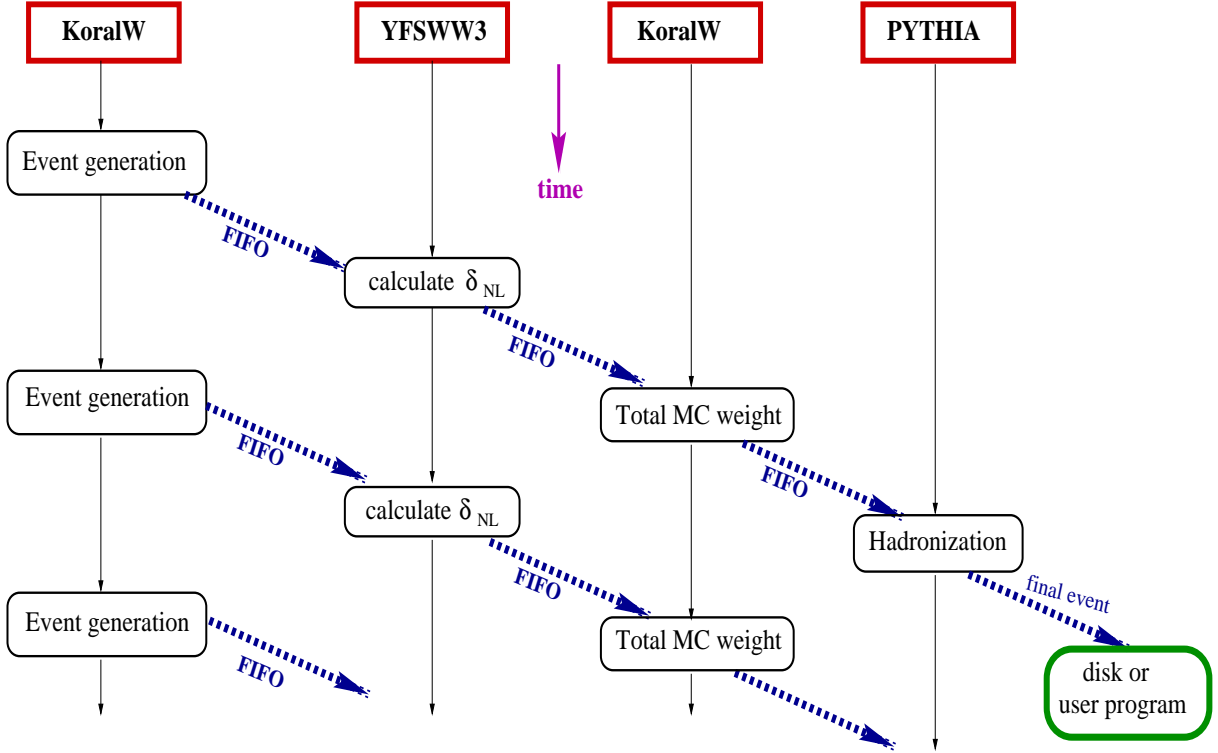 KoralW
YFSWW3
KoralW
PYTHIA
time
Event generation
FIFO
calculate δ NL
FIFO
Event generation
Total MC weight
FIFO
FIFO
calculate δ NL
Hadronization
FIFO
final event
Event generation
Total MC weight
FIFO
disk or
user program